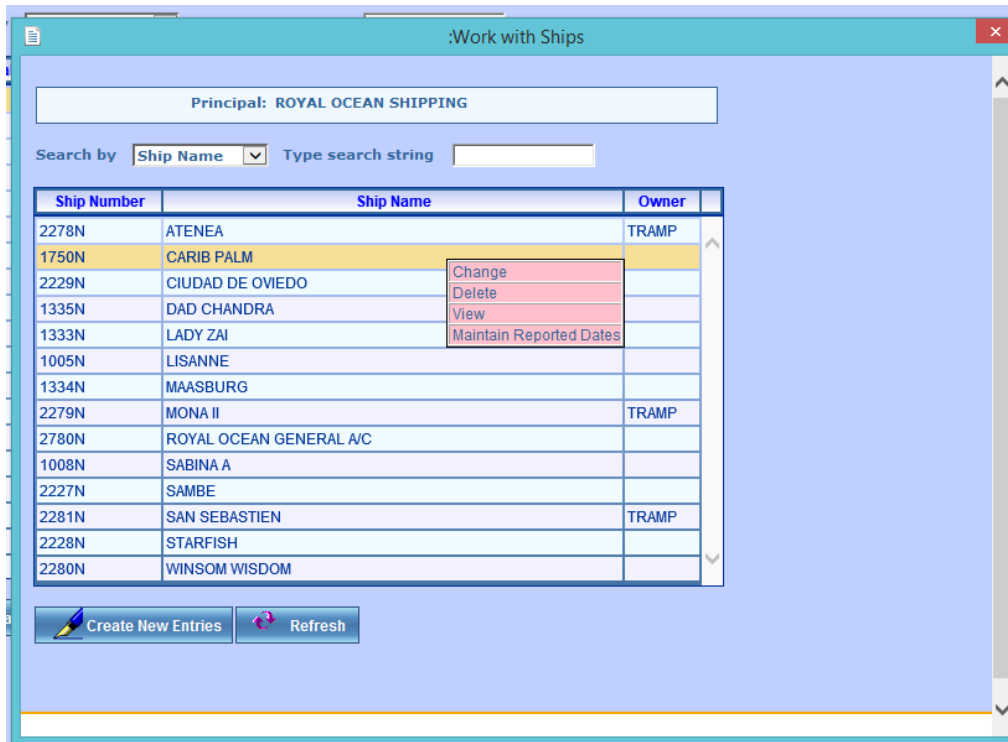 :Work with Ships
Principal: ROYAL OCEAN SHIPPING
Search by Ship Name Type search string
Ship Number Ship Name Owner
2278N ATENEA TRAMP
1750N CARIB PALM
2229N CIUDAD DE OVIEDO
1335N DAD CHANDRA
1333N LADY ZAI
1005N LISANNE
1334N MAASBURG
2279N MONA II TRAMP
2780N ROYAL OCEAN GENERAL A/C
1008N SABINA A
2227N SAMBE
2281N SAN SEBASTIEN TRAMP
2228N STARFISH
2280N WINSOM WISDOM
Change
Delete
View
Maintain Reported Dates
Create New Entries Refresh